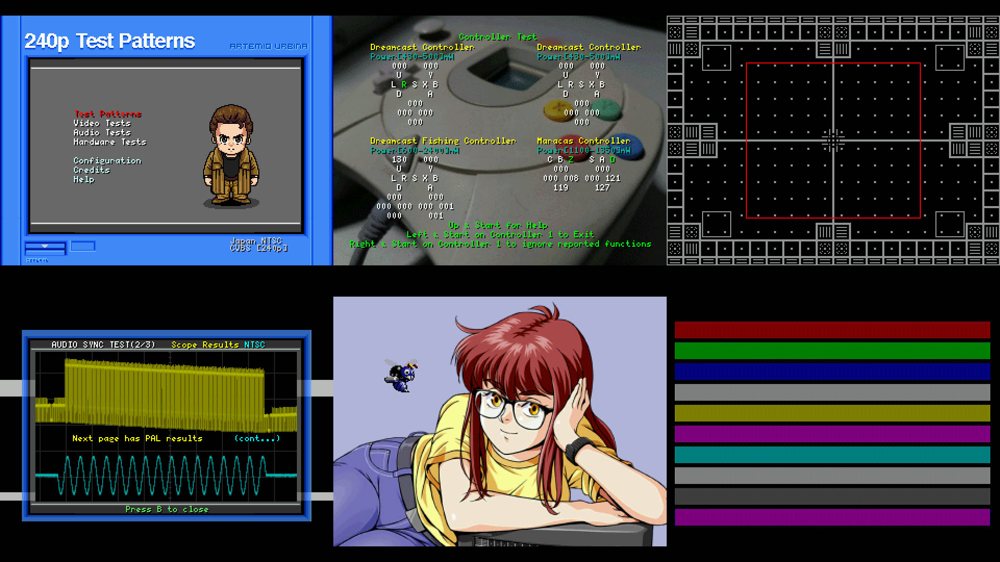 240p Test Patterns
ARTEMIO URBINA
Test Patterns
Video Tests
Audio Tests
Hardware Tests
Configuration
Credits
Help
Japan NTSC
CVBS [240p]
Controller Test
Dreamcast Controller
Power[430-500]mW
000 000
U Y
L R S X B
D A
000
000 000
000
Dreamcast Controller
Power[430-500]mW
000 000
U Y
L R S X B
D A
000
000 000
000
Dreamcast Fishing Controller
Power[600-2400]mW
130 000
U Y
L R S X B
D A
000 000
000 000 000 001
000 001
Maracas Controller
Power[1100-1350]mW
C B Z S A D
000 000
000 008 000 121
119 127
Up & Start for Help
Left & Start on Controller 1 to Exit
Right & Start on Controller 1 to ignore reported functions
AUDIO SYNC TEST(2/3) Scope Results NTSC
Next page has PAL results (cont...)
Press B to close